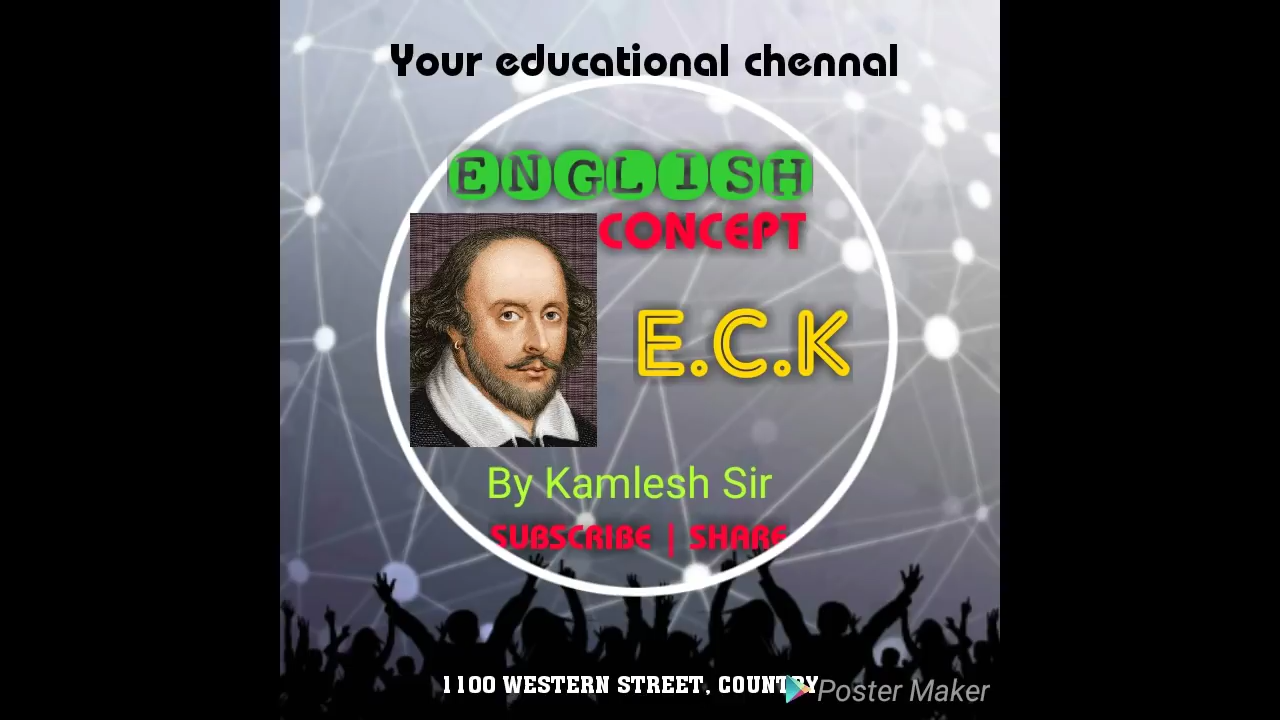 Your educational chennal
ENGLISH
CONCEPT
E.C.K
By Kamlesh Sir
SUBSCRIBE | SHARE
1100 WESTERN STREET, COUNTRY
Poster Maker